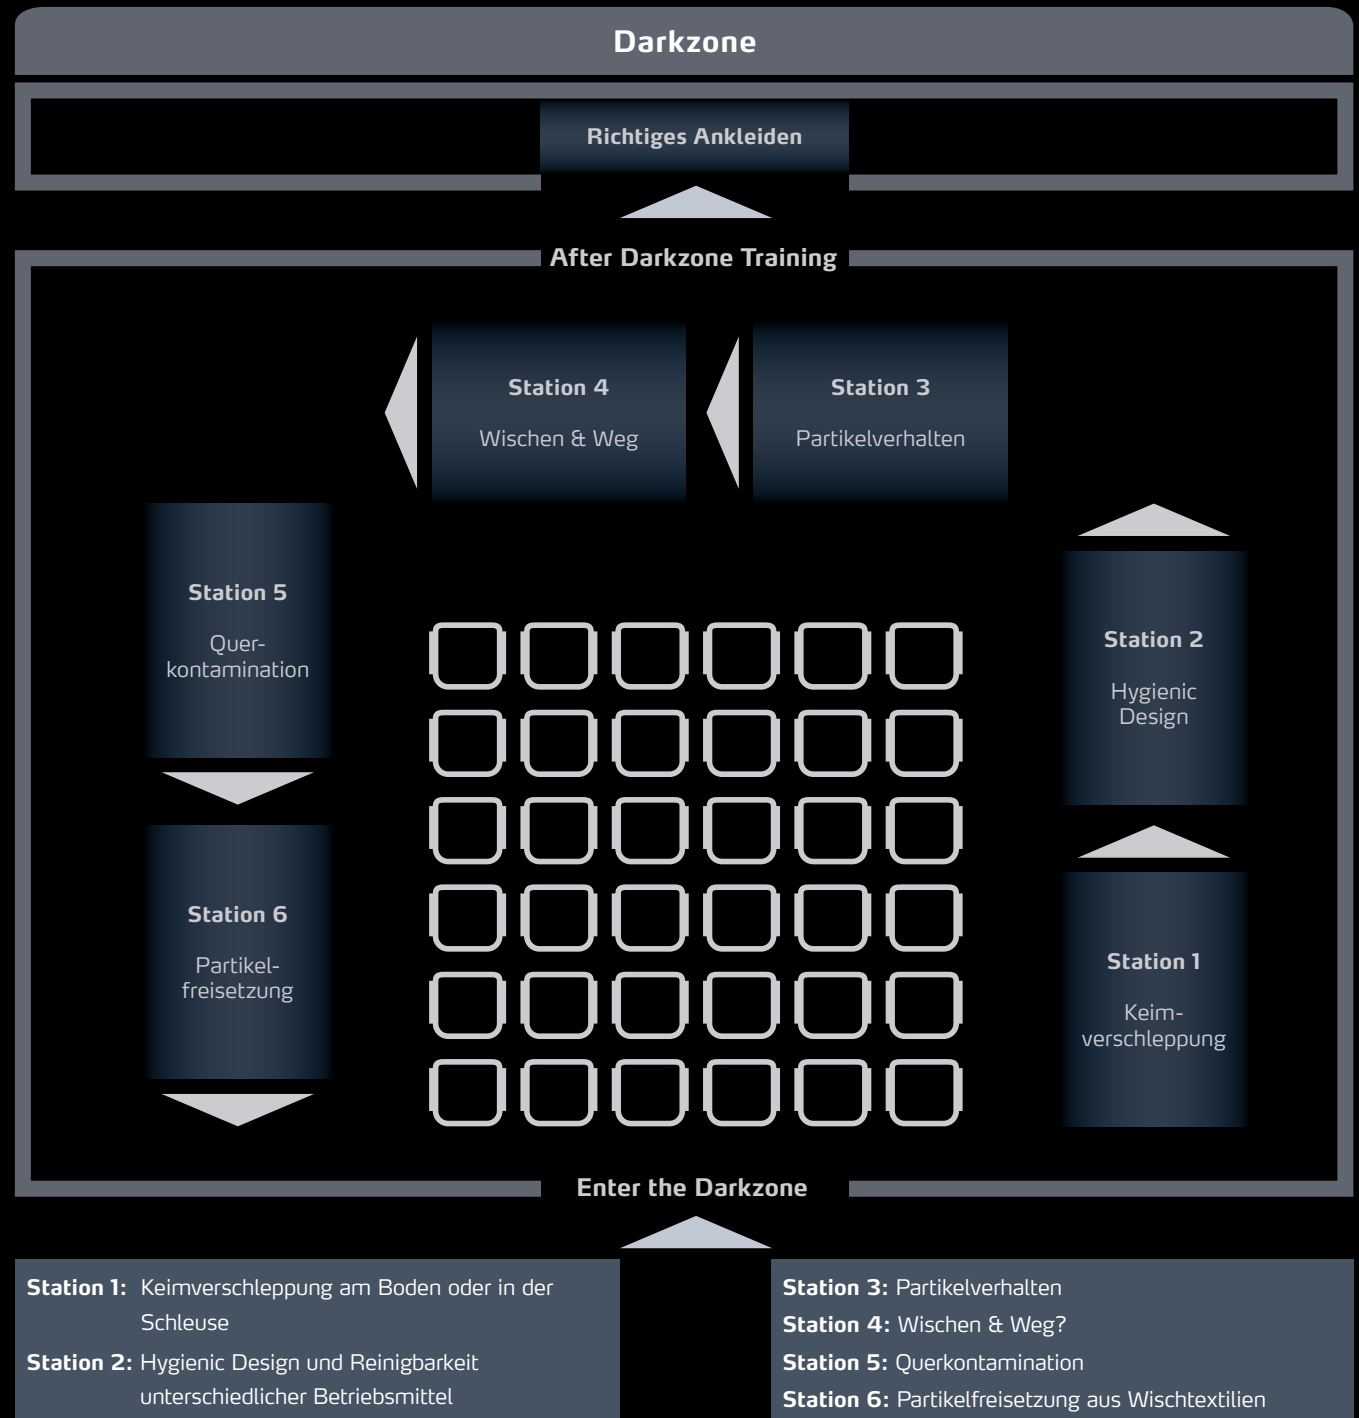 Darkzone
Richtiges Ankleiden
After Darkzone Training
Station 4
Wischen & Weg
Station 3
Partikelverhalten
Station 5
Quer-
kontamination
Station 2
Hygienic
Design
Station 6
Partikel-
freisetzung
Station 1
Keim-
verschleppung
Enter the Darkzone
Station 1: Keimverschleppung am Boden oder in der
Schleuse
Station 2: Hygienic Design und Reinigbarkeit
unterschiedlicher Betriebsmittel
Station 3: Partikelverhalten
Station 4: Wischen & Weg?
Station 5: Querkontamination
Station 6: Partikelfreisetzung aus Wischtextilien